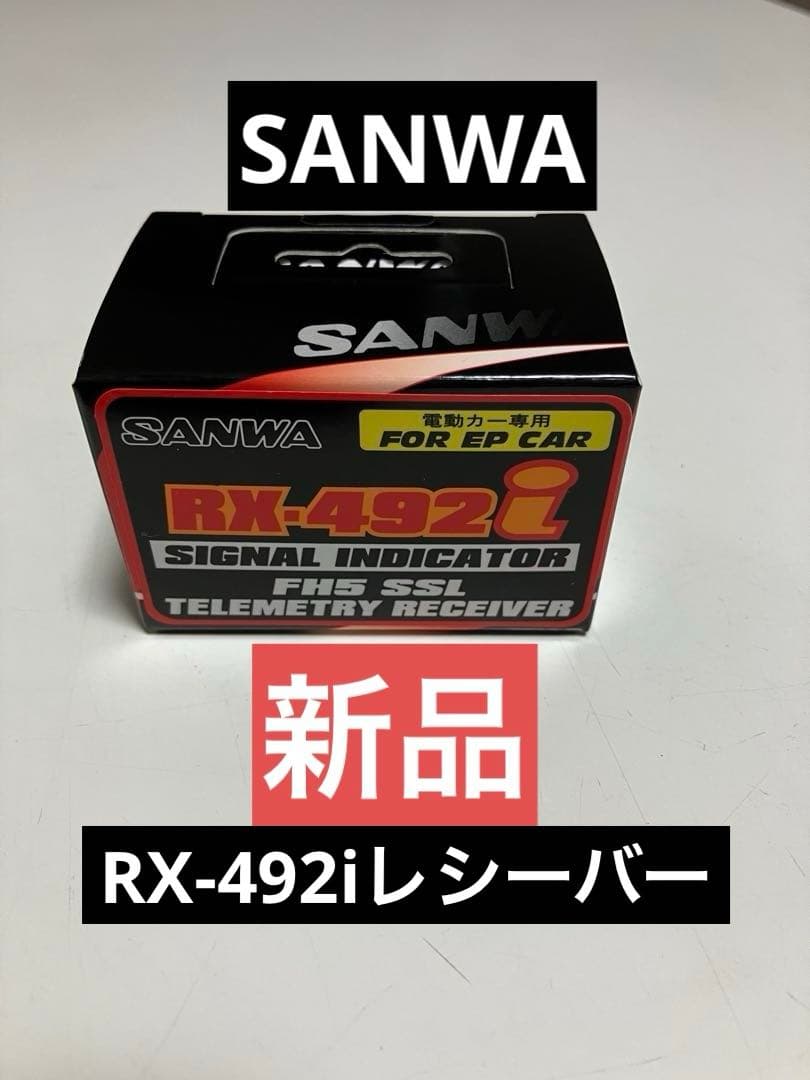 SANWA
SANWA
SANWA
電動カー専用
FOR EP CAR
RX-492i
SIGNAL INDICATOR
FH5 SSL
TELEMETRY RECEIVER
新品
RX-492iレシーバー